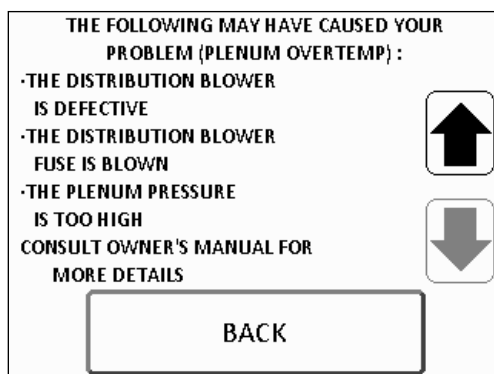 THE FOLLOWING MAY HAVE CAUSED YOUR
PROBLEM (PLENUM OVERTEMP) :
·THE DISTRIBUTION BLOWER
IS DEFECTIVE
·THE DISTRIBUTION BLOWER
FUSE IS BLOWN
·THE PLENUM PRESSURE
IS TOO HIGH
CONSULT OWNER'S MANUAL FOR
MORE DETAILS
BACK